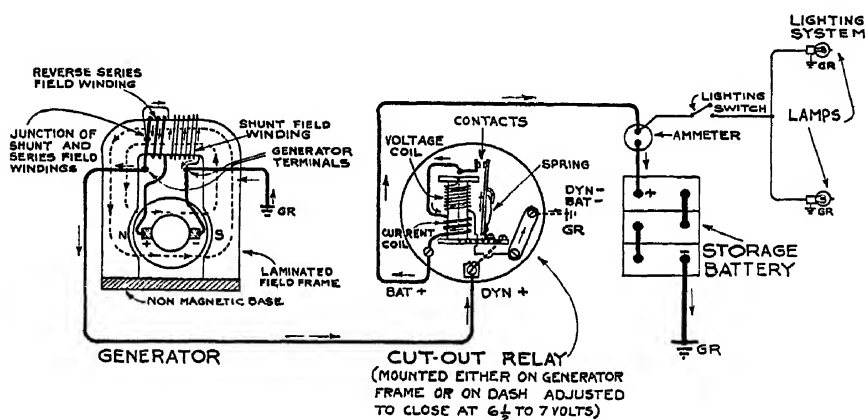 REVERSE SERIES
FIELD WINDING
JUNCTION OF
SHUNT AND
SERIES FIELD
WINDINGS
SHUNT FIELD
WINDING
GENERATOR
TERMINALS
GR
N
S
+
-
LAMINATED
FIELD FRAME
NON MAGNETIC BASE
GENERATOR
CONTACTS
VOLTAGE
COIL
SPRING
CURRENT
COIL
DYN-
BAT-
GR
BAT +
DYN +
CUT-OUT RELAY
(MOUNTED EITHER ON GENERATOR
FRAME OR ON DASH ADJUSTED
TO CLOSE AT 6½ TO 7 VOLTS)
LIGHTING
SYSTEM
GR
LIGHTING
SWITCH
LAMPS
AMMETER
GR
+
-
STORAGE
BATTERY
GR